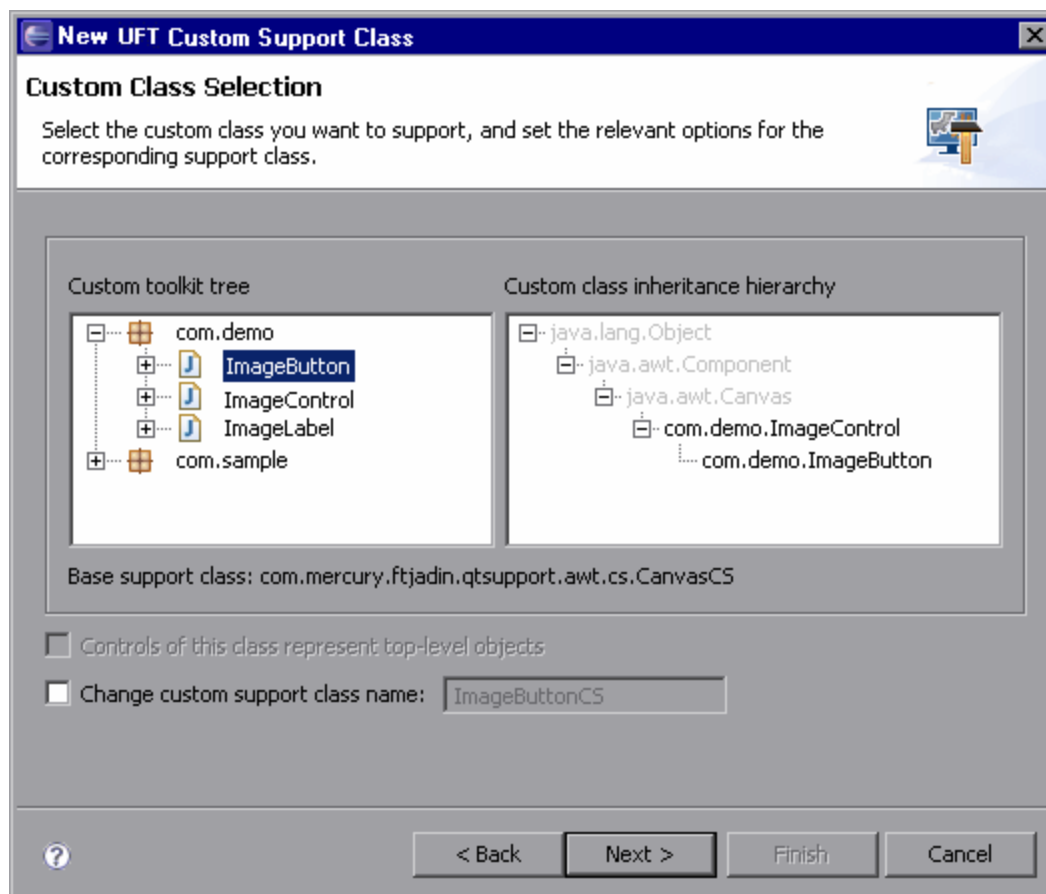 New UFT Custom Support Class
Custom Class Selection
Select the custom class you want to support, and set the relevant options for the
corresponding support class.
Custom toolkit tree
com.demo
ImageButton
ImageControl
ImageLabel
com.sample
Custom class inheritance hierarchy
java.lang.Object
java.awt.Component
java.awt.Canvas
com.demo.ImageControl
com.demo.ImageButton
Base support class: com.mercury.ftjadin.qtsupport.awt.cs.CanvasCS
Controls of this class represent top-level objects
Change custom support class name: ImageButtonCS
< Back Next > Finish Cancel